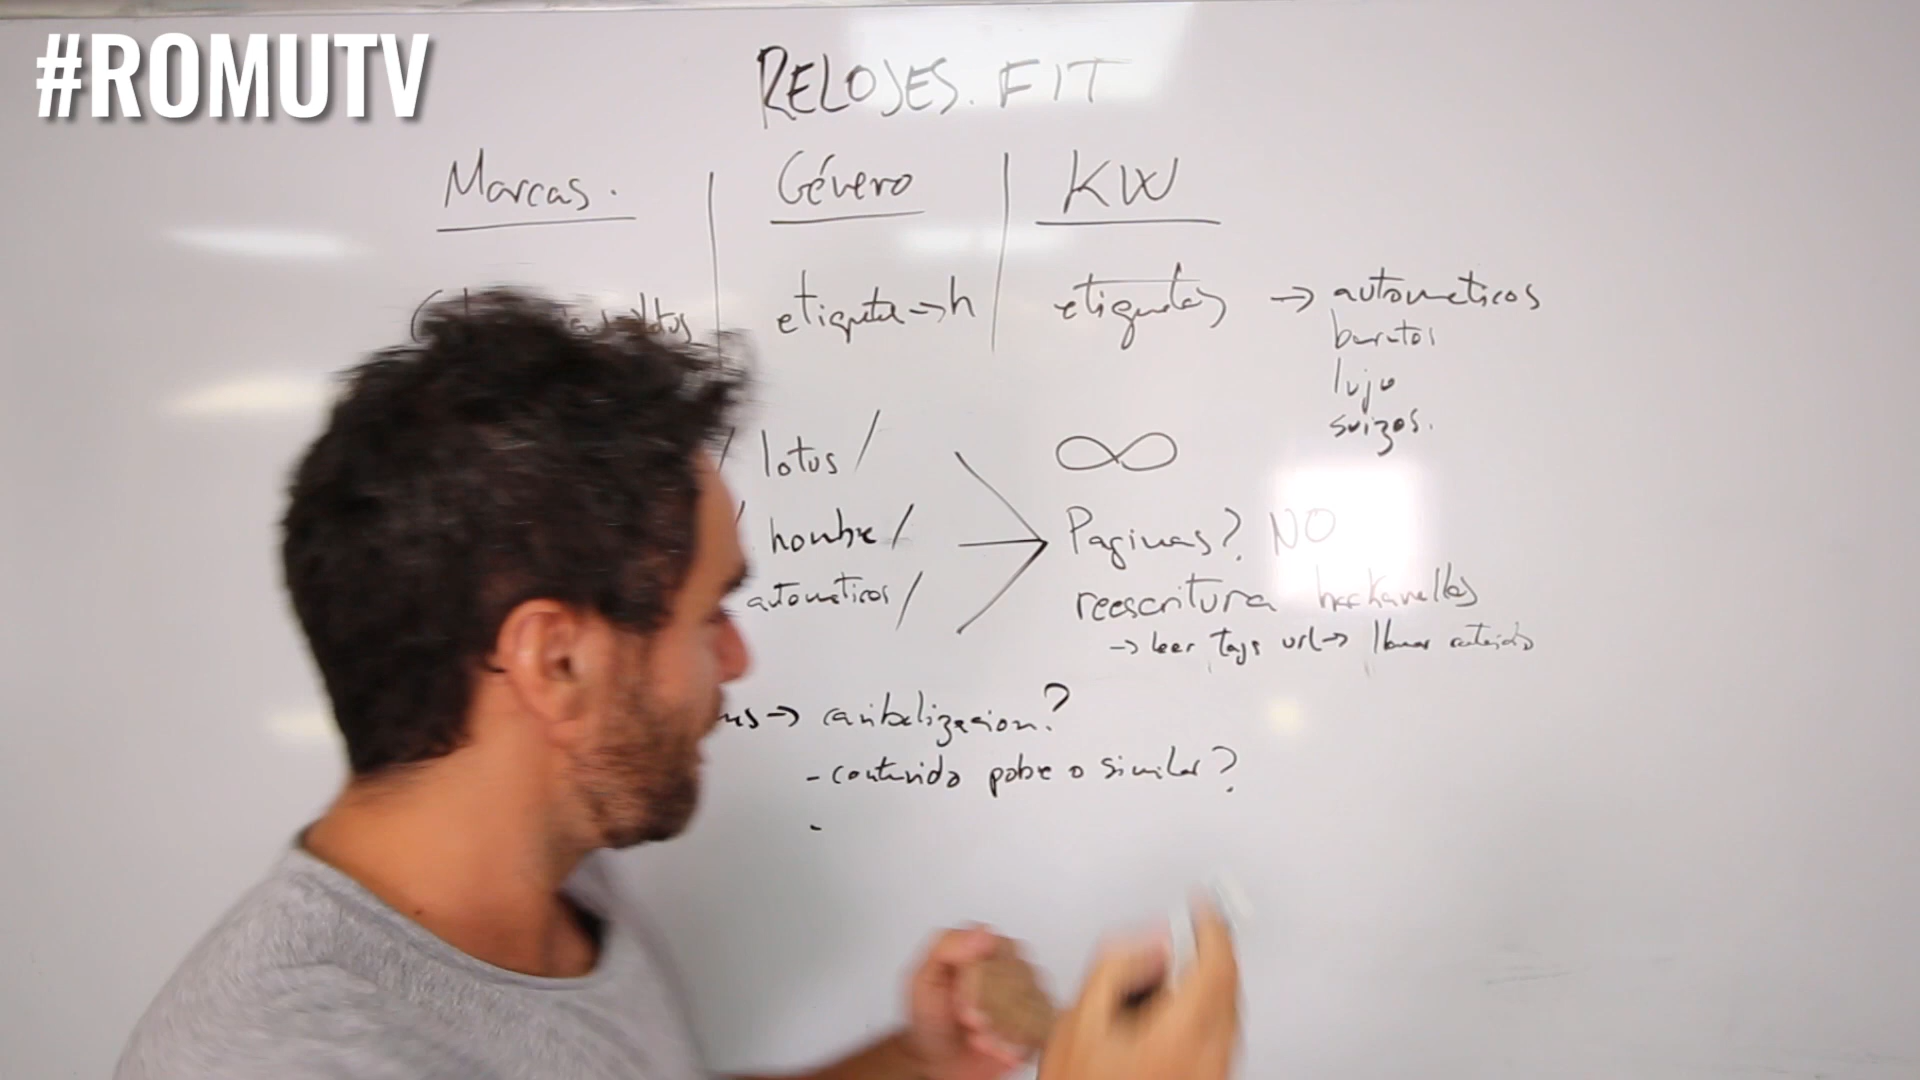 #ROMUTV
RELOJES.FIT
Marcas. Género KW
etiqueta → h etiquetas → automaticos
baratos
lujo
suizos.
/ lotus / ∞
/ hombre / Paginas? NO
automaticos / reescritura
→ leer tags url →
→ canibalizacion?
- contenido pobre o similar?
-